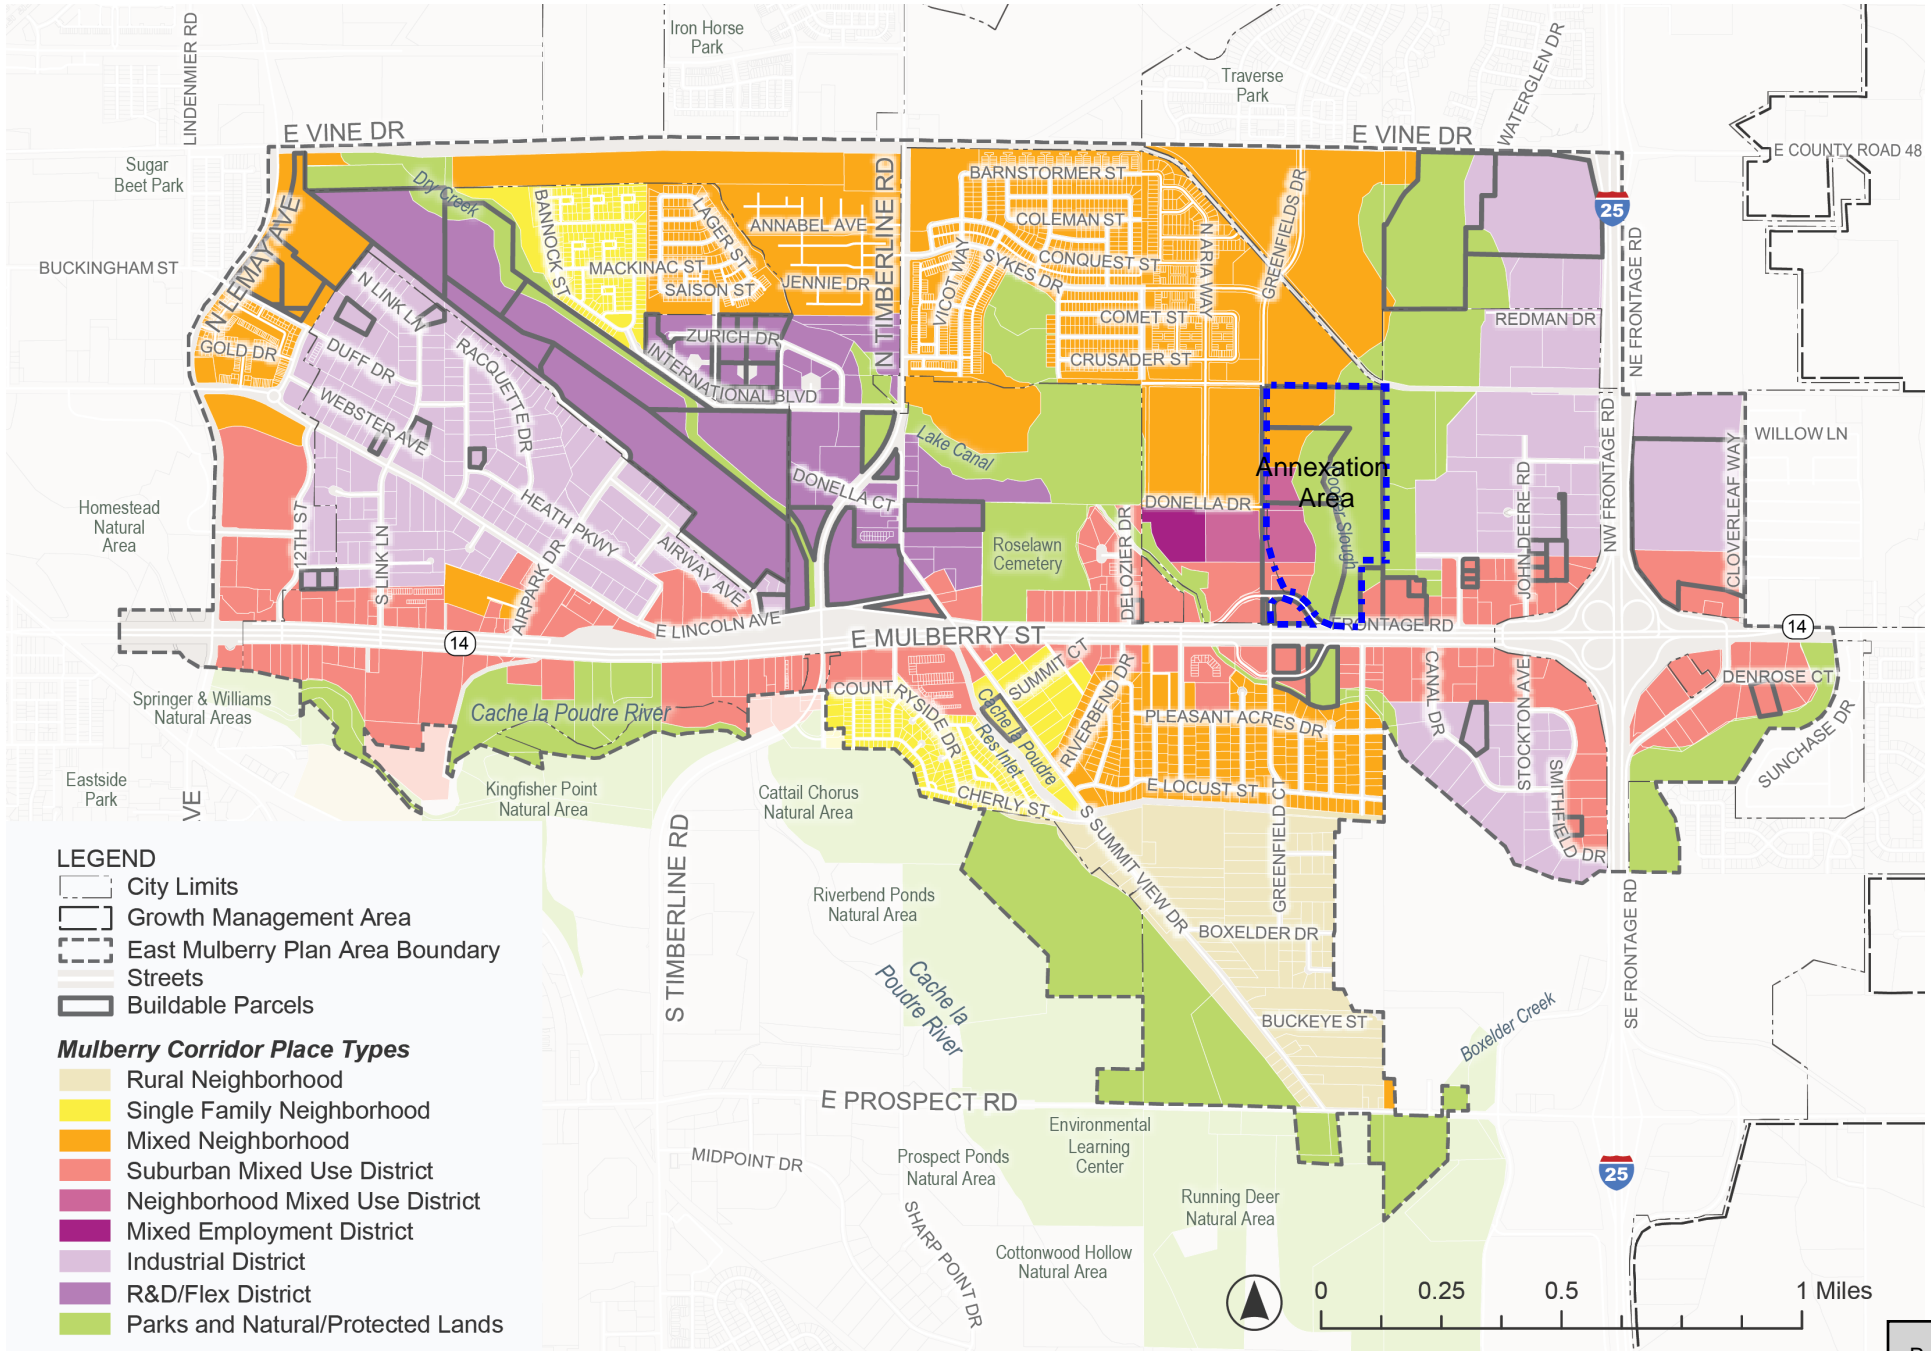 LINDENMIER RD
Iron Horse
Park
Traverse
Park
WATERGLEN DR
E VINE DR
E VINE DR
E COUNTY ROAD 48
Sugar
Beet Park
Dry Creek
BANNOCK ST
LAGER ST
ANNABEL AVE
N TIMBERLINE RD
BARNSTORMER ST
COLEMAN ST
GREENFIELDS DR
25
N LEMAY AVE
BUCKINGHAM ST
MACKINAC ST
SAISON ST
JENNIE DR
VICOT WAY
SYKES DR
CONQUEST ST
N ARIA WAY
NE FRONTAGE RD
N LINK LN
COMET ST
REDMAN DR
GOLD DR
DUFF DR
RACQUETTE DR
ZURICH DR
INTERNATIONAL BLVD
CRUSADER ST
WEBSTER AVE
Lake Canal
WILLOW LN
NW FRONTAGE RD
CLOVERLEAF WAY
Annexation
Area
Homestead
Natural
Area
12TH ST
S LINK LN
HEATH PKWY
DONELLA CT
DONELLA DR
JOHN DEERE RD
AIRPARK DR
AIRWAY AVE
Roselawn
Cemetery
DELOZIER DR
E LINCOLN AVE
FRONTAGE RD
14
E MULBERRY ST
14
Springer & Williams
Natural Areas
Cache la Poudre River
COUNTRYSIDE DR
SUMMIT CT
RIVERBEND DR
PLEASANT ACRES DR
CANAL DR
STOCKTON AVE
DENROSE CT
SUNCHASE DR
Cache la Poudre
Res Inlet
Eastside
Park
Kingfisher Point
Natural Area
Cattail Chorus
Natural Area
CHERLY ST
E LOCUST ST
GREENFIELD CT
SMITHFIELD DR
AVE
S TIMBERLINE RD
S SUMMIT VIEW DR
Riverbend Ponds
Natural Area
BOXELDER DR
SE FRONTAGE RD
Cache la
Poudre River
BUCKEYE ST
Boxelder Creek
E PROSPECT RD
Environmental
Learning
Center
MIDPOINT DR
Prospect Ponds
Natural Area
25
Running Deer
Natural Area
SHARP POINT DR
Cottonwood Hollow
Natural Area
LEGEND
City Limits
Growth Management Area
East Mulberry Plan Area Boundary
Streets
Buildable Parcels
Mulberry Corridor Place Types
Rural Neighborhood
Single Family Neighborhood
Mixed Neighborhood
Suburban Mixed Use District
Neighborhood Mixed Use District
Mixed Employment District
Industrial District
R&D/Flex District
Parks and Natural/Protected Lands
0 0.25 0.5 1 Miles